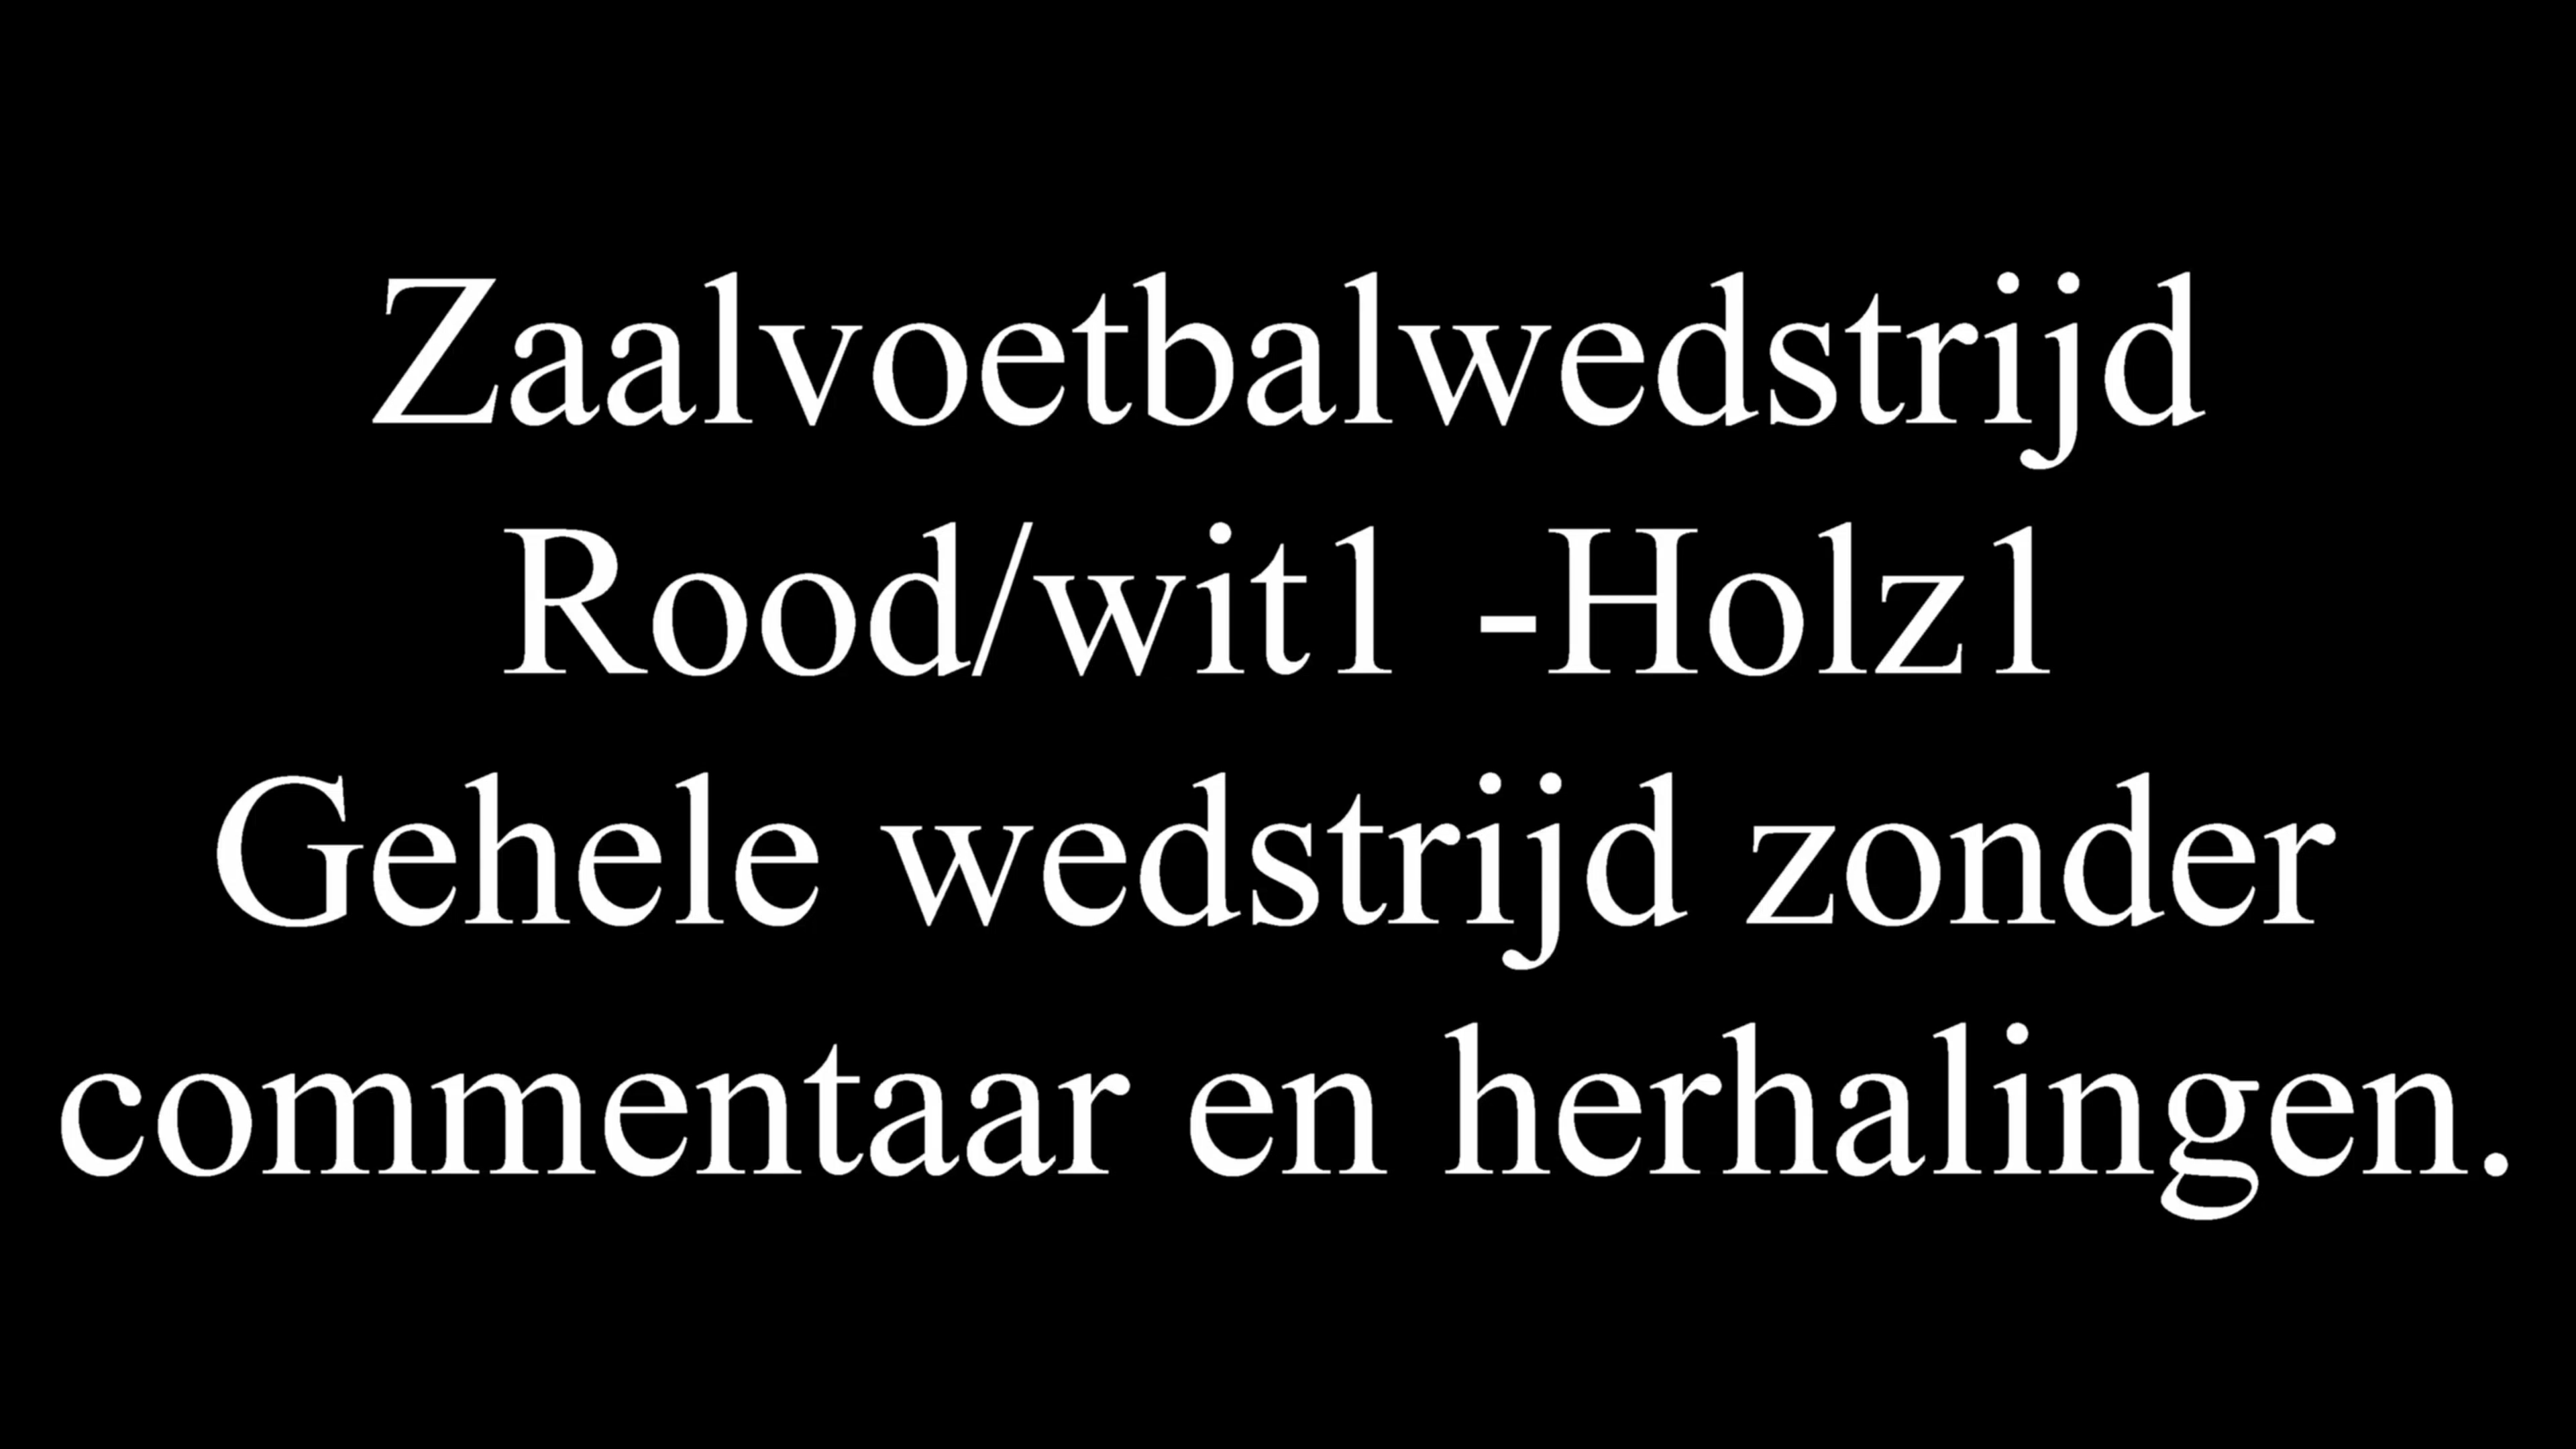 Zaalvoetbalwedstrijd
Rood/wit1 -Holz1
Gehele wedstrijd zonder
commentaar en herhalingen.